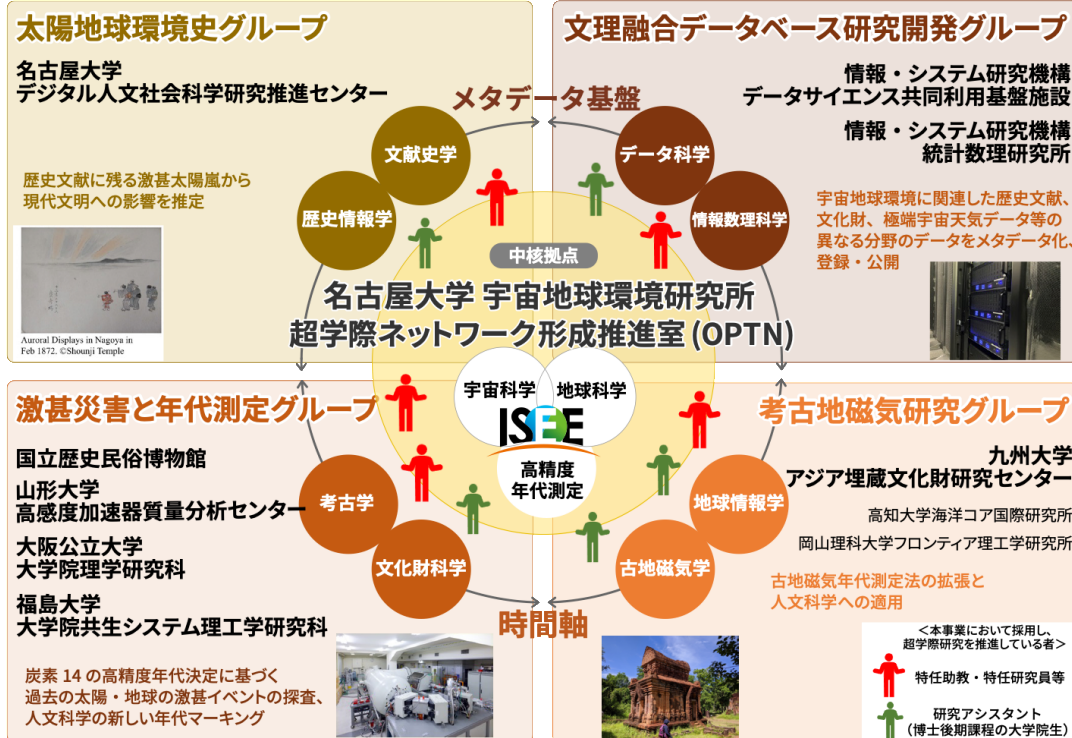 太陽地球環境史グループ
名古屋大学
デジタル人文社会科学研究推進センター
歴史文献に残る激甚太陽嵐から
現代文明への影響を推定
Auroral Displays in Nagoya in
Feb 1872. ©Shounji Temple
文献史学
歴史情報学
メタデータ基盤
文理融合データベース研究開発グループ
情報・システム研究機構
データサイエンス共同利用基盤施設
情報・システム研究機構
統計数理研究所
データ科学
情報数理科学
宇宙地球環境に関連した歴史文献、
文化財、極端宇宙天気データ等の
異なる分野のデータをメタデータ化、
登録・公開
中核拠点
名古屋大学 宇宙地球環境研究所
超学際ネットワーク形成推進室(OPTN)
宇宙科学
地球科学
ISEE
高精度
年代測定
激甚災害と年代測定グループ
国立歴史民俗博物館
山形大学
高感度加速器質量分析センター
大阪公立大学
大学院理学研究科
福島大学
大学院共生システム理工学研究科
考古学
文化財科学
炭素14の高精度年代決定に基づく
過去の太陽・地球の激甚イベントの探査、
人文科学の新しい年代マーキング
時間軸
考古地磁気研究グループ
九州大学
アジア埋蔵文化財研究センター
高知大学海洋コア国際研究所
岡山理科大学フロンティア理工学研究所
地球情報学
古地磁気学
古地磁気年代測定法の拡張と
人文科学への適用
＜本事業において採用し、
超学際研究を推進している者＞
特任助教・特任研究員等
研究アシスタント
(博士後期課程の大学院生)